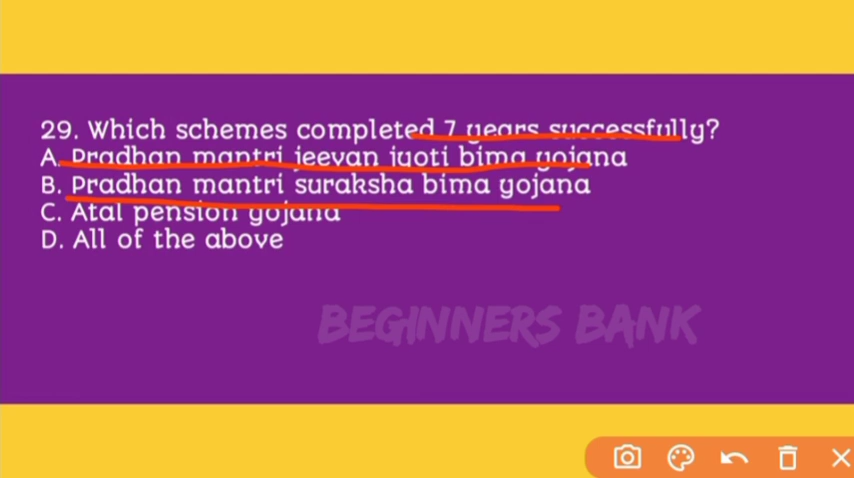 29. Which schemes completed 7 years successfully?
A. Pradhan mantri jeevan jyoti bima yojana
B. Pradhan mantri suraksha bima yojana
C. Atal pension yojana
D. All of the above
BEGINNERS BANK